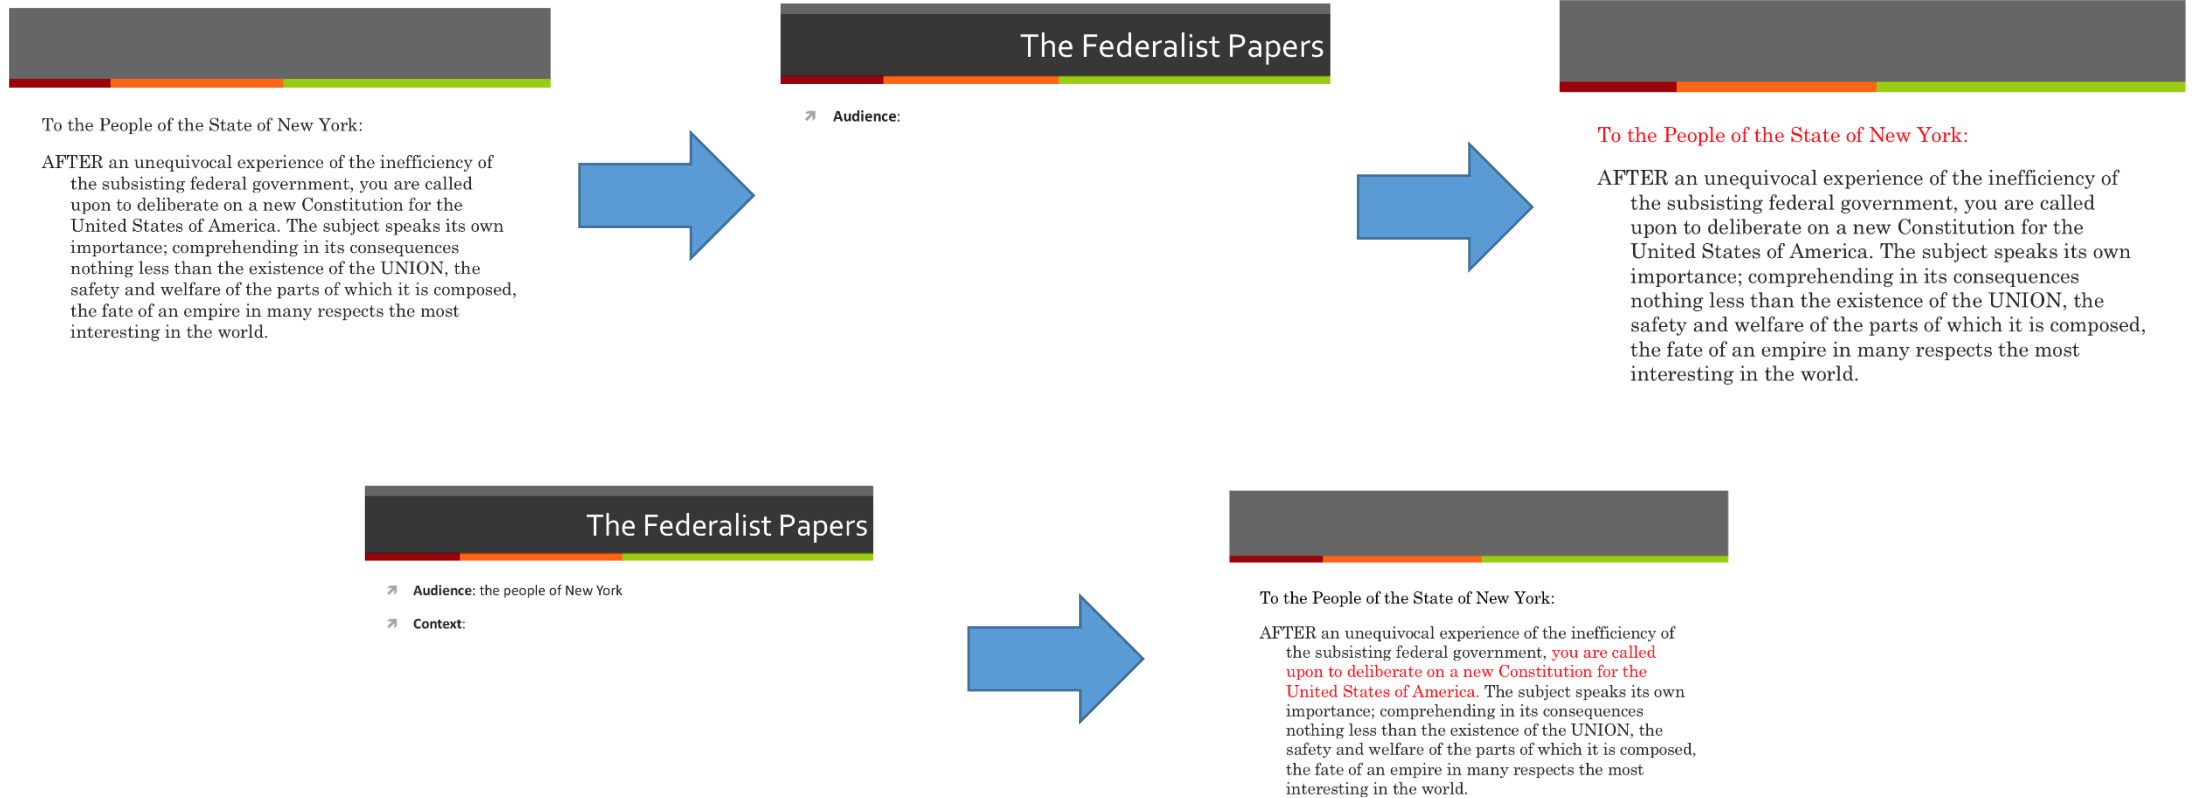 To the People of the State of New York:
AFTER an unequivocal experience of the inefficiency of
the subsisting federal government, you are called
upon to deliberate on a new Constitution for the
United States of America. The subject speaks its own
importance; comprehending in its consequences
nothing less than the existence of the UNION, the
safety and welfare of the parts of which it is composed,
the fate of an empire in many respects the most
interesting in the world.
The Federalist Papers
Audience:
To the People of the State of New York:
AFTER an unequivocal experience of the inefficiency of
the subsisting federal government, you are called
upon to deliberate on a new Constitution for the
United States of America. The subject speaks its own
importance; comprehending in its consequences
nothing less than the existence of the UNION, the
safety and welfare of the parts of which it is composed,
the fate of an empire in many respects the most
interesting in the world.
The Federalist Papers
Audience: the people of New York
Context:
To the People of the State of New York:
AFTER an unequivocal experience of the inefficiency of
the subsisting federal government, you are called
upon to deliberate on a new Constitution for the
United States of America. The subject speaks its own
importance; comprehending in its consequences
nothing less than the existence of the UNION, the
safety and welfare of the parts of which it is composed,
the fate of an empire in many respects the most
interesting in the world.